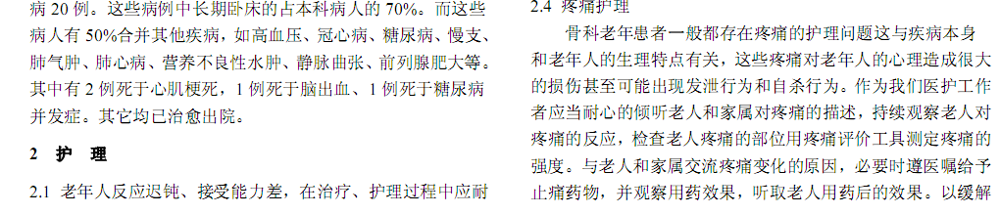 病 20 例。这些病例中长期卧床的占本科病人的 70%。而这些
病人有 50%合并其他疾病，如高血压、冠心病、糖尿病、慢支、
肺气肿、肺心病、营养不良性水肿、静脉曲张、前列腺肥大等。
其中有 2 例死于心肌梗死，1 例死于脑出血、1 例死于糖尿病
并发症。其它均已治愈出院。
2 护 理
2.1 老年人反应迟钝、接受能力差，在治疗、护理过程中应耐
2.4 疼痛护理
骨科老年患者一般都存在疼痛的护理问题这与疾病本身
和老年人的生理特点有关，这些疼痛对老年人的心理造成很大
的损伤甚至可能出现发泄行为和自杀行为。作为我们医护工作
者应当耐心的倾听老人和家属对疼痛的描述，持续观察老人对
疼痛的反应，检查老人疼痛的部位用疼痛评价工具测定疼痛的
强度。与老人和家属交流疼痛变化的原因，必要时遵医嘱给予
止痛药物，并观察用药效果，听取老人用药后的效果。以缓解